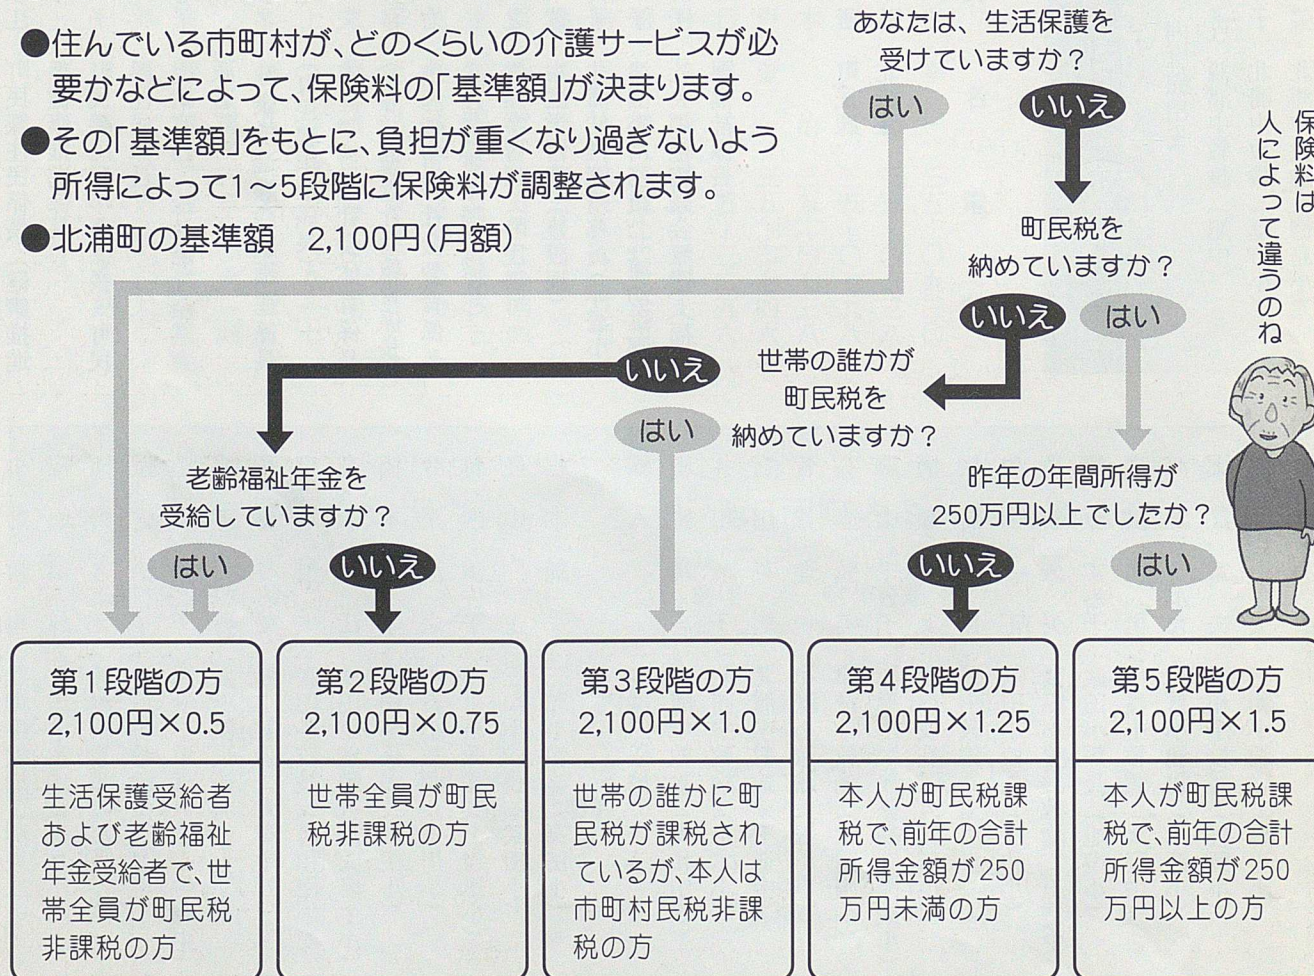 ●住んでいる市町村が、どのくらいの介護サービスが必
要かなどによって、保険料の「基準額」が決まります。
●その「基準額」をもとに、負担が重くなり過ぎないよう
所得によって1～5段階に保険料が調整されます。
●北浦町の基準額　2,100円(月額)
あなたは、生活保護を
受けていますか？
はい
いいえ
保険料は
人によって違うのね
町民税を
納めていますか？
いいえ
はい
世帯の誰かが
町民税を
納めていますか？
いいえ
はい
昨年の年間所得が
250万円以上でしたか？
いいえ
はい
老齢福祉年金を
受給していますか？
はい
いいえ
第1段階の方
2,100円×0.5
生活保護受給者
および老齢福祉
年金受給者で、世
帯全員が町民税
非課税の方
第2段階の方
2,100円×0.75
世帯全員が町民
税非課税の方
第3段階の方
2,100円×1.0
世帯の誰かに町
民税が課税され
ているが、本人は
市町村民税非課
税の方
第4段階の方
2,100円×1.25
本人が町民税課
税で、前年の合計
所得金額が250
万円未満の方
第5段階の方
2,100円×1.5
本人が町民税課
税で、前年の合計
所得金額が250
万円以上の方